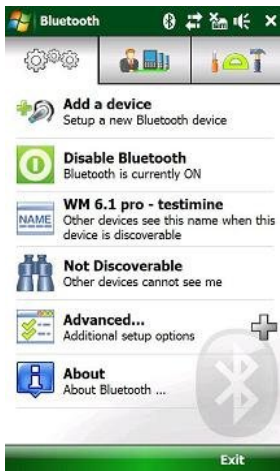 Bluetooth
Add a device
Setup a new Bluetooth device
Disable Bluetooth
Bluetooth is currently ON
NAME
WM 6.1 pro - testimine
Other devices see this name when this
device is discoverable
Not Discoverable
Other devices cannot see me
Advanced...
Additional setup options
About
About Bluetooth ...
Exit